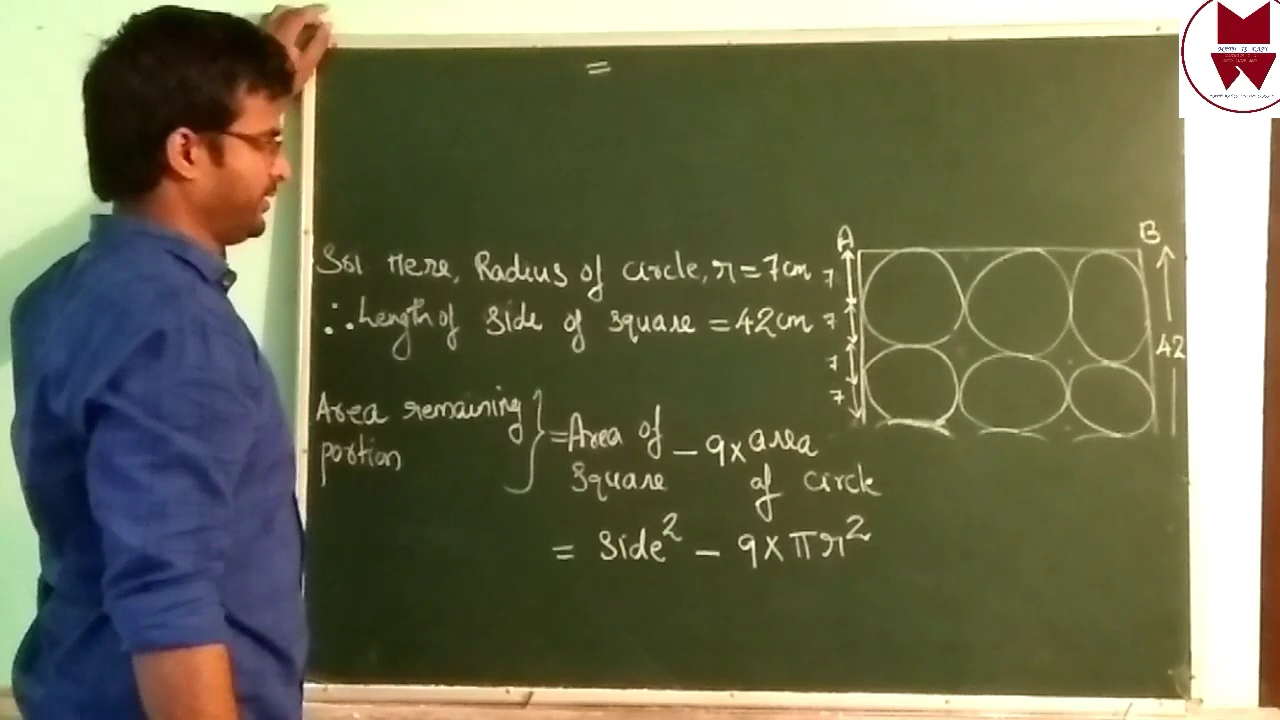 =
Sol Here, Radius of circle, r = 7cm
∴ Length of side of square = 42cm
Area remaining portion } = Area of square - 9 x area of circle
= side² - 9 x πr²
A B
7
7
7
7
42